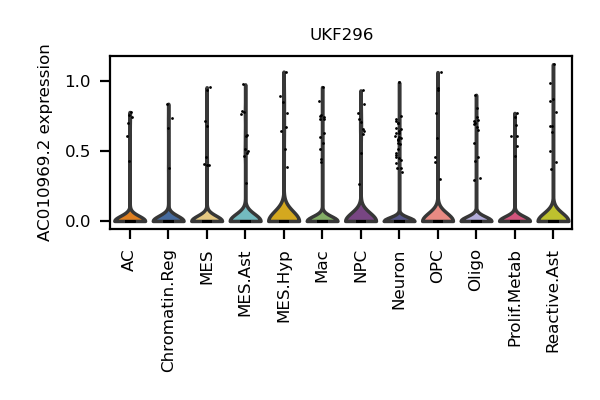 UKF296
AC010969.2 expression
1.0
0.5
0.0
AC
Chromatin.Reg
MES
MES.Ast
MES.Hyp
Mac
NPC
Neuron
OPC
Oligo
Prolif.Metab
Reactive.Ast